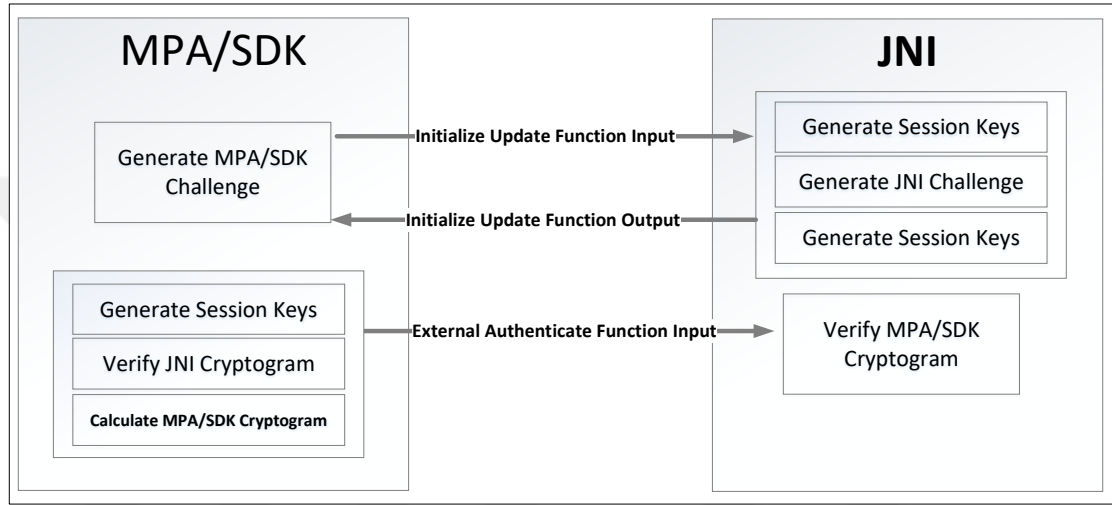 MPA/SDK
Generate MPA/SDK
Challenge
Generate Session Keys
Verify JNI Cryptogram
Calculate MPA/SDK Cryptogram
Initialize Update Function Input
Initialize Update Function Output
External Authenticate Function Input
JNI
Generate Session Keys
Generate JNI Challenge
Generate Session Keys
Verify MPA/SDK
Cryptogram